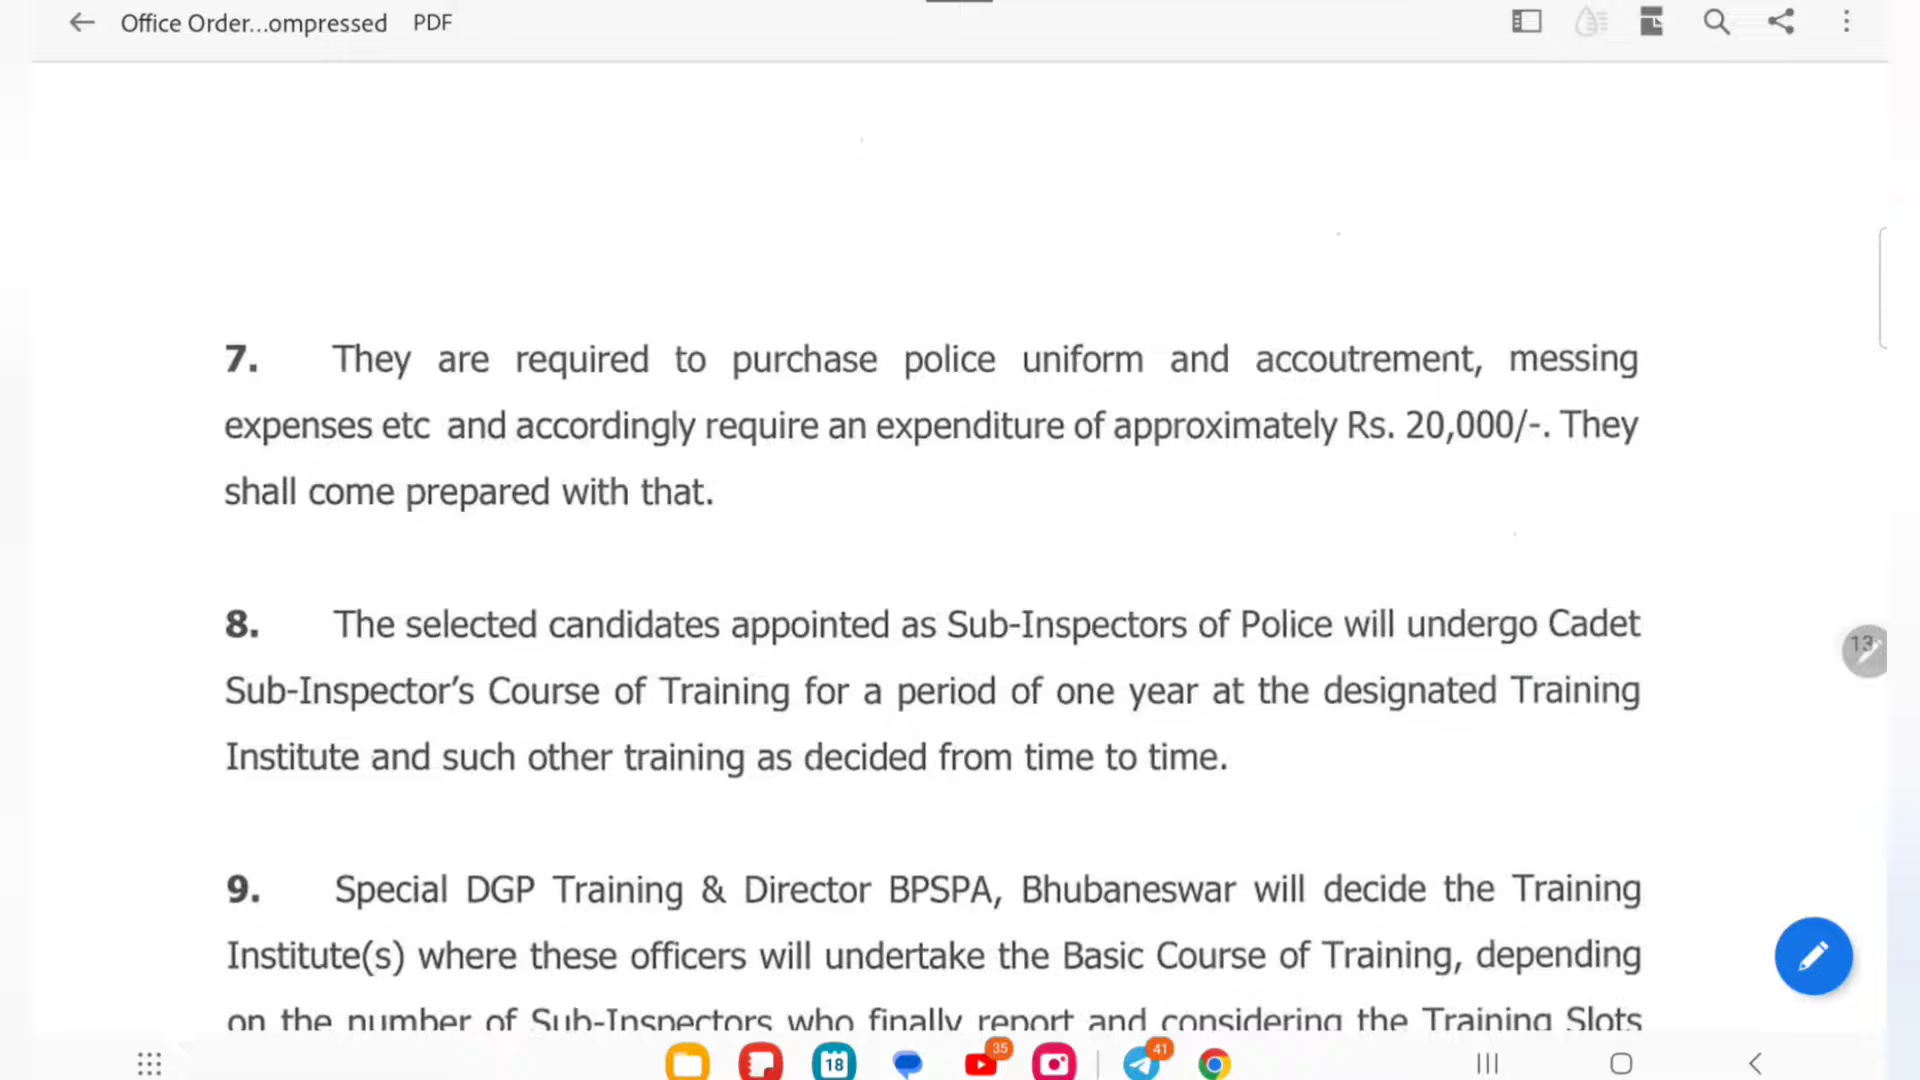 Office Order...ompressed PDF
7. They are required to purchase police uniform and accoutrement, messing
expenses etc and accordingly require an expenditure of approximately Rs. 20,000/-. They
shall come prepared with that.
13
8. The selected candidates appointed as Sub-Inspectors of Police will undergo Cadet
Sub-Inspector’s Course of Training for a period of one year at the designated Training
Institute and such other training as decided from time to time.
9. Special DGP Training & Director BPSPA, Bhubaneswar will decide the Training
Institute(s) where these officers will undertake the Basic Course of Training, depending
on the number of Sub-Inspectors who finally report and considering the Training Slots
18 35 41